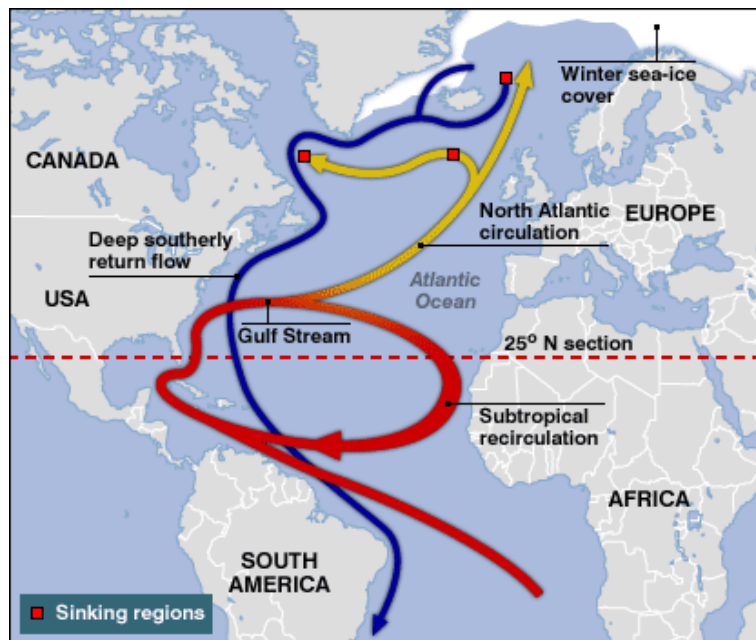 Winter sea-ice
cover
CANADA
North Atlantic
circulation
EUROPE
Deep southerly
return flow
USA
Atlantic
Ocean
Gulf Stream
25° N section
Subtropical
recirculation
AFRICA
SOUTH
AMERICA
Sinking regions